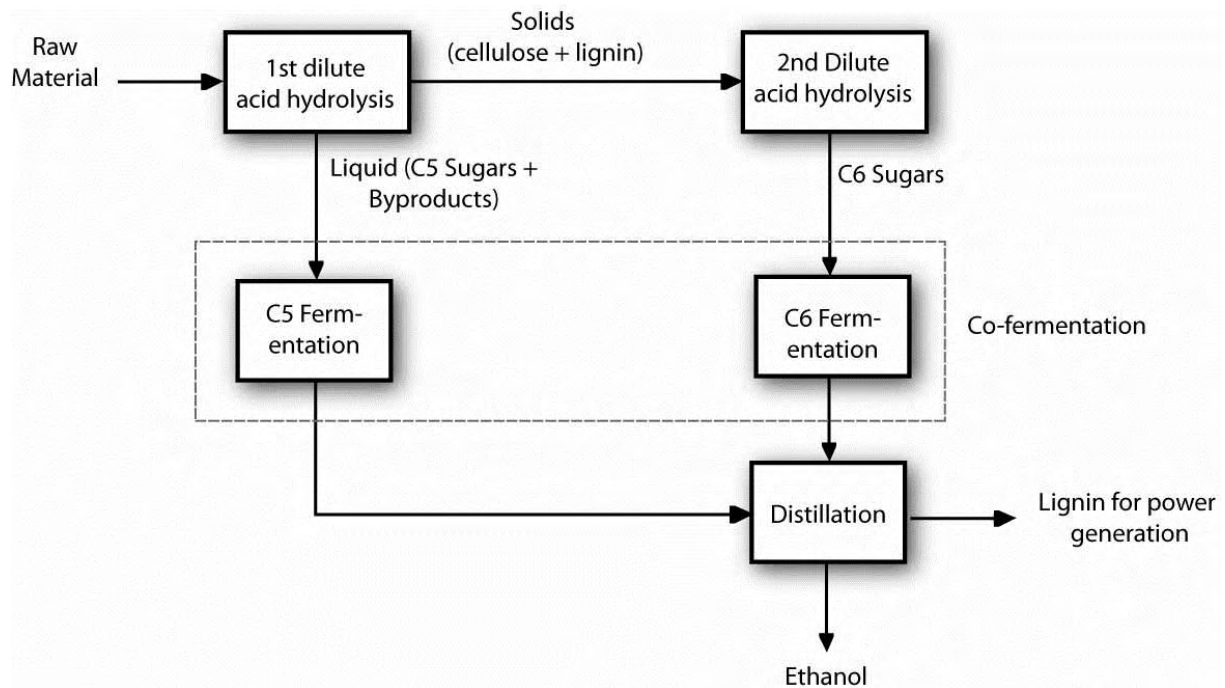 Raw
Material
1st dilute
acid hydrolysis
Solids
(cellulose + lignin)
2nd Dilute
acid hydrolysis
Liquid (C5 Sugars +
Byproducts)
C6 Sugars
C5 Ferm-
entation
C6 Ferm-
entation
Co-fermentation
Distillation
Lignin for power
generation
Ethanol